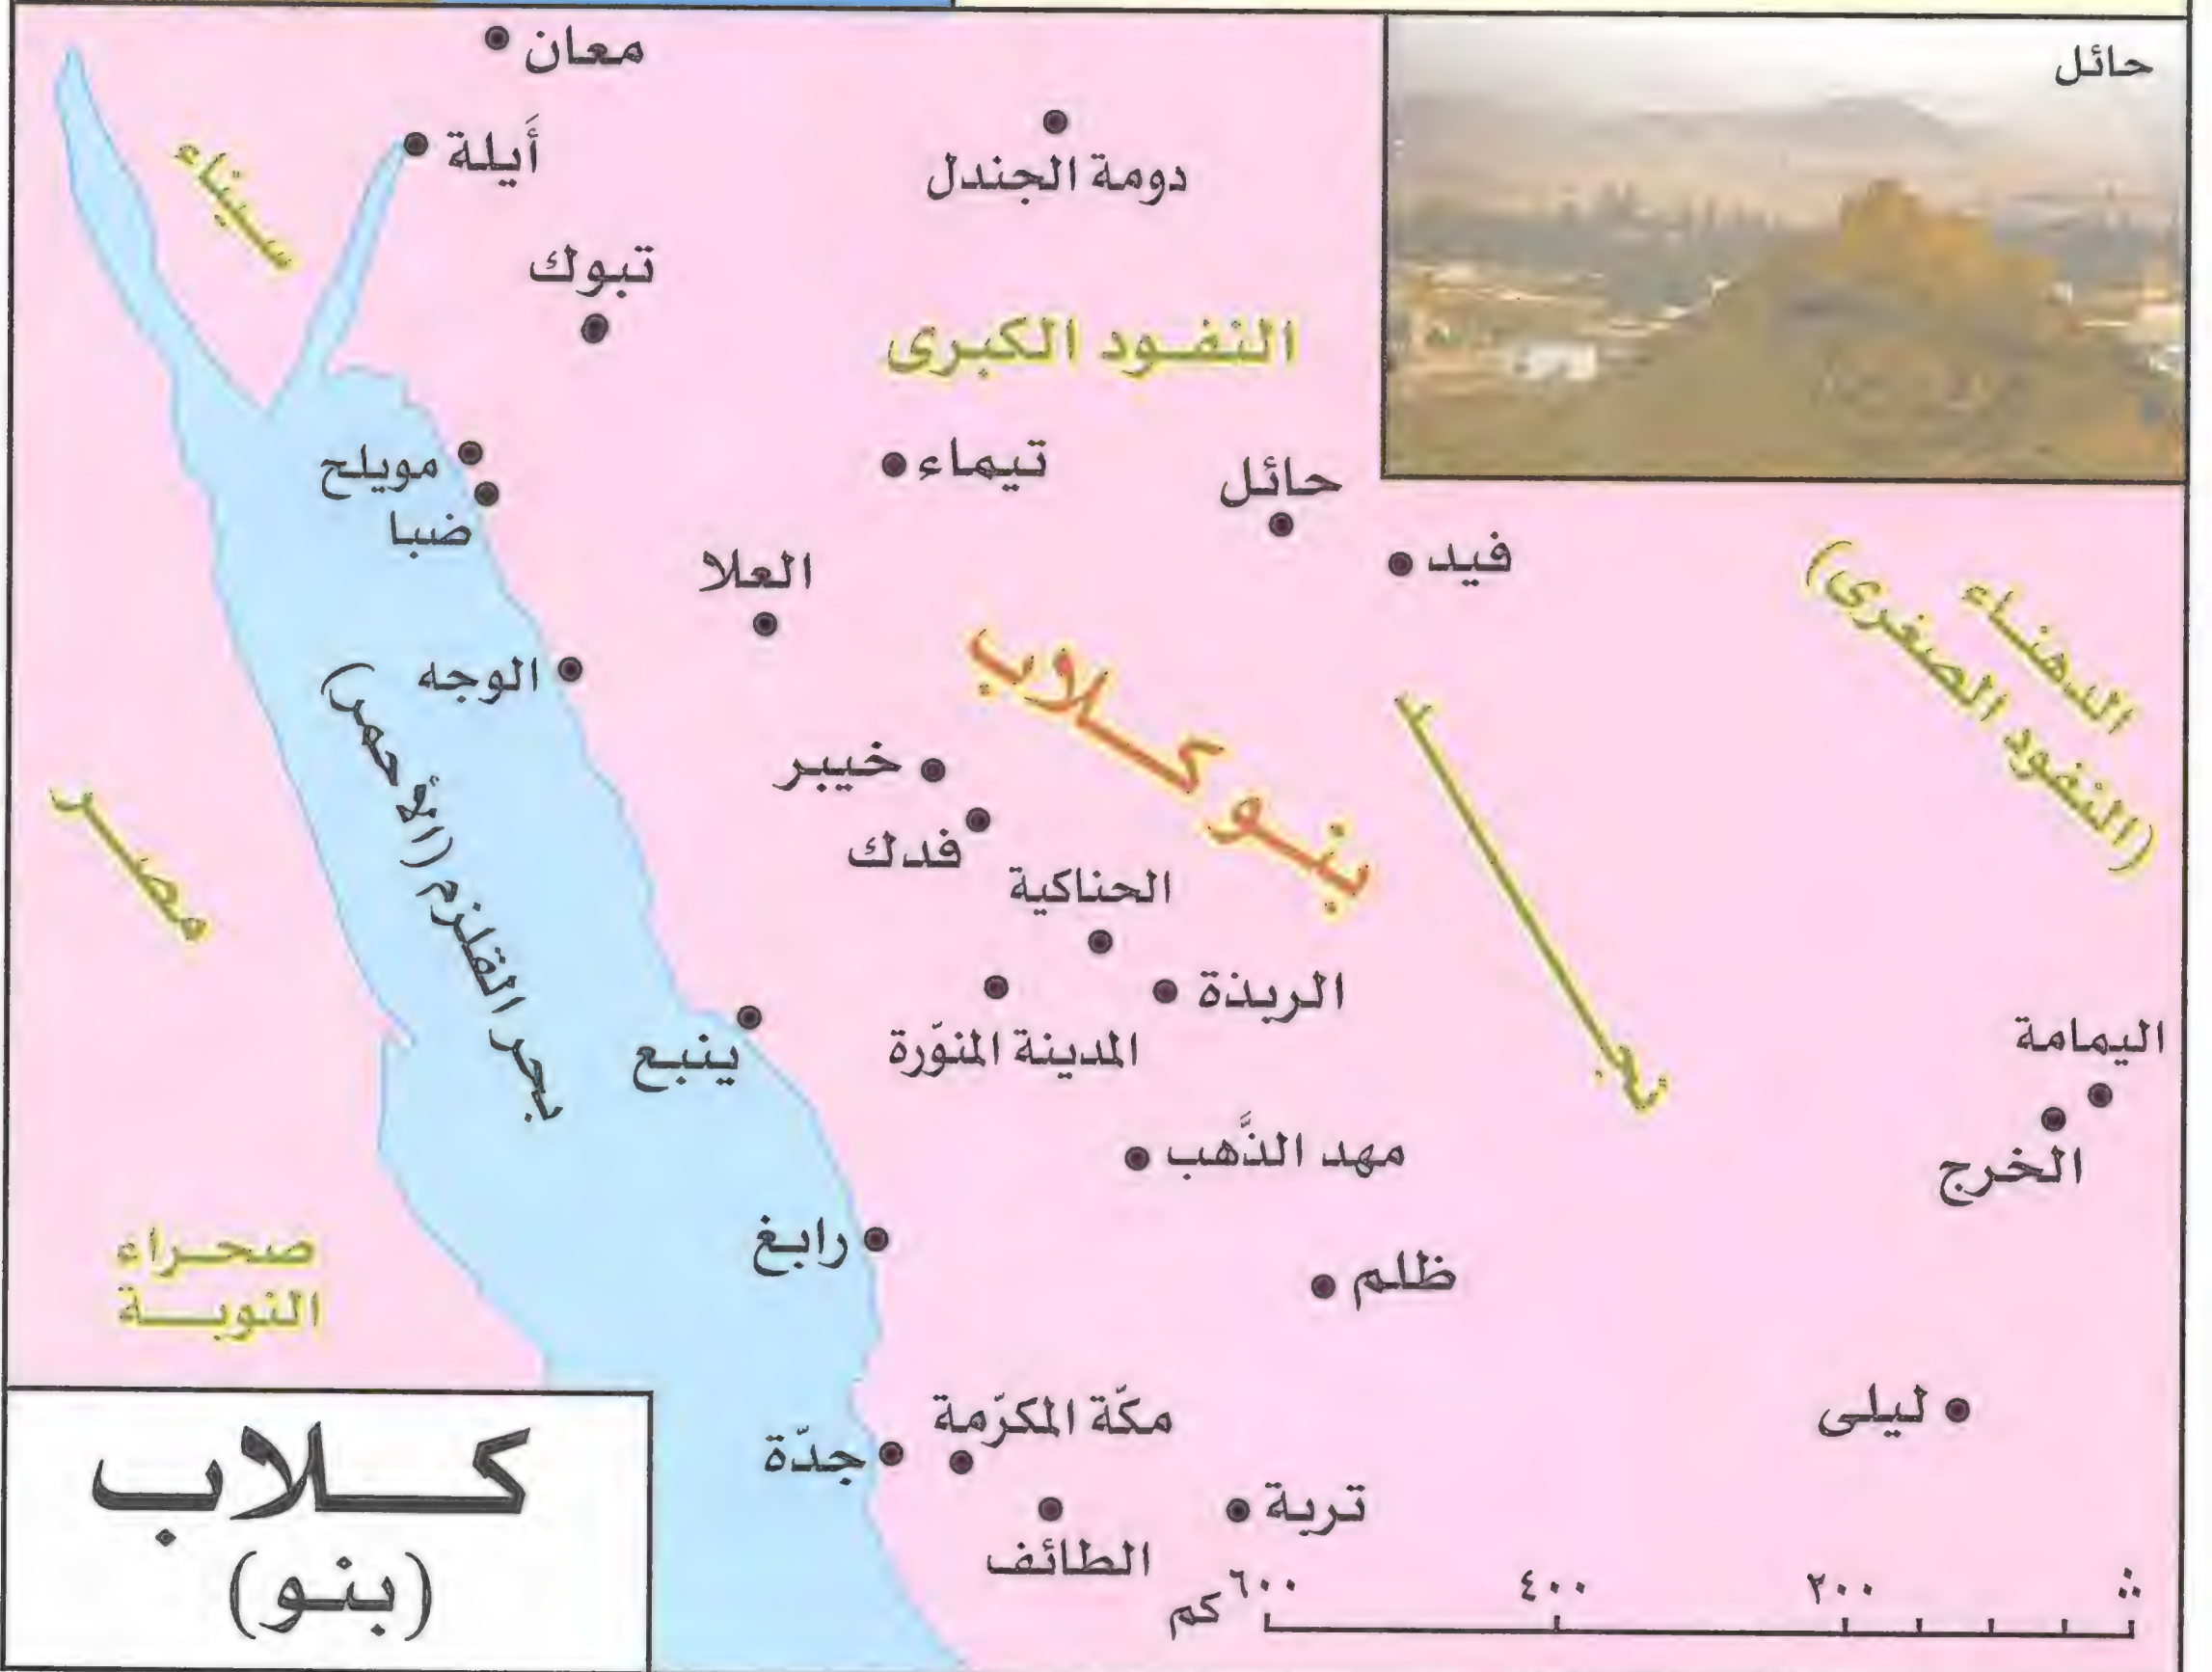 معان
حائل
أَيلة
سيناء
دومة الجندل
تبوك
النفود الكبرى
مويلح
ضبا
تيماء
حائل
فيد
العلا
الدهناء
(النفود الصغرى)
الوجه
بنو كلاب
خيبر
فدك
الحناكية
نجد
مصر
بحر القلزم (الأحمر)
الربذة
المدينة المنوّرة
ينبع
اليمامة
الخرج
مهد الذَّهب
رابغ
ظلم
صحراء
النوبة
مكّة المكرّمة
جدّة
ليلى
تربة
الطائف
٦٠٠ ٤٠٠ ٢٠٠
كم
كلاب
(بنو)